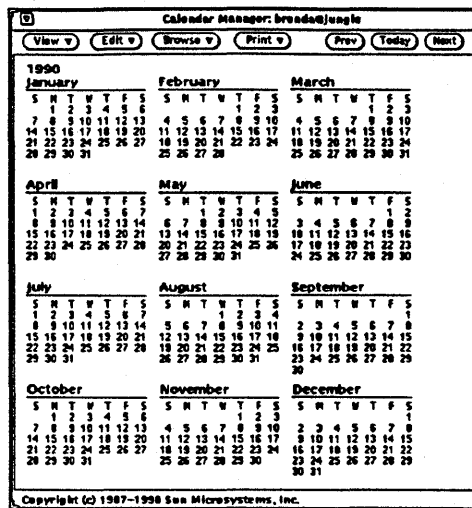 Calendar Manager: brenda@jungle
View Edit Browse Print Prev Today Next
1990
January February March
S M T W T F S S M T W T F S S M T W T F S
1 2 3 4 5 6 1 2 3 1 2 3
7 8 9 10 11 12 13 4 5 6 7 8 9 10 4 5 6 7 8 9 10
14 15 16 17 18 19 20 11 12 13 14 15 16 17 11 12 13 14 15 16 17
21 22 23 24 25 26 27 18 19 20 21 22 23 24 18 19 20 21 22 23 24
28 29 30 31 25 26 27 28 25 26 27 28 29 30 31
April May June
S M T W T F S S M T W T F S S M T W T F S
1 2 3 4 5 6 7 1 2 3 4 5 1 2
8 9 10 11 12 13 14 6 7 8 9 10 11 12 3 4 5 6 7 8 9
15 16 17 18 19 20 21 13 14 15 16 17 18 19 10 11 12 13 14 15 16
22 23 24 25 26 27 28 20 21 22 23 24 25 26 17 18 19 20 21 22 23
29 30 27 28 29 30 31 24 25 26 27 28 29 30
July August September
S M T W T F S S M T W T F S S M T W T F S
1 2 3 4 5 6 7 1 2 3 4 1
8 9 10 11 12 13 14 5 6 7 8 9 10 11 2 3 4 5 6 7 8
15 16 17 18 19 20 21 12 13 14 15 16 17 18 9 10 11 12 13 14 15
22 23 24 25 26 27 28 19 20 21 22 23 24 25 16 17 18 19 20 21 22
29 30 31 26 27 28 29 30 31 23 24 25 26 27 28 29
30
October November December
S M T W T F S S M T W T F S S M T W T F S
1 2 3 4 5 6 1 2 3 1
7 8 9 10 11 12 13 4 5 6 7 8 9 10 2 3 4 5 6 7 8
14 15 16 17 18 19 20 11 12 13 14 15 16 17 9 10 11 12 13 14 15
21 22 23 24 25 26 27 18 19 20 21 22 23 24 16 17 18 19 20 21 22
28 29 30 31 25 26 27 28 29 30 23 24 25 26 27 28 29
30 31
Copyright (c) 1987-1990 Sun Microsystems, Inc.